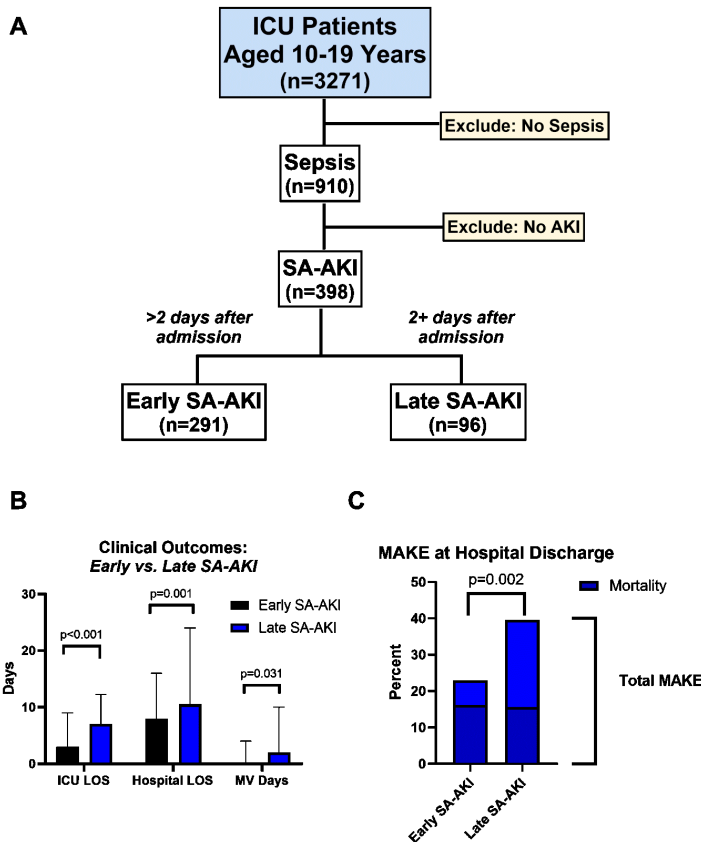 A
ICU Patients
Aged 10-19 Years
(n=3271)
Exclude: No Sepsis
Sepsis
(n=910)
Exclude: No AKI
SA-AKI
(n=398)
>2 days after
admission
2+ days after
admission
Early SA-AKI
(n=291)
Late SA-AKI
(n=96)
B
Clinical Outcomes:
Early vs. Late SA-AKI
Days
30
20
10
0
p<0.001
p=0.001
p=0.031
Early SA-AKI
Late SA-AKI
ICU LOS
Hospital LOS
MV Days
C
MAKE at Hospital Discharge
Percent
50
40
30
20
10
0
p=0.002
Mortality
Total MAKE
Early SA-AKI
Late SA-AKI